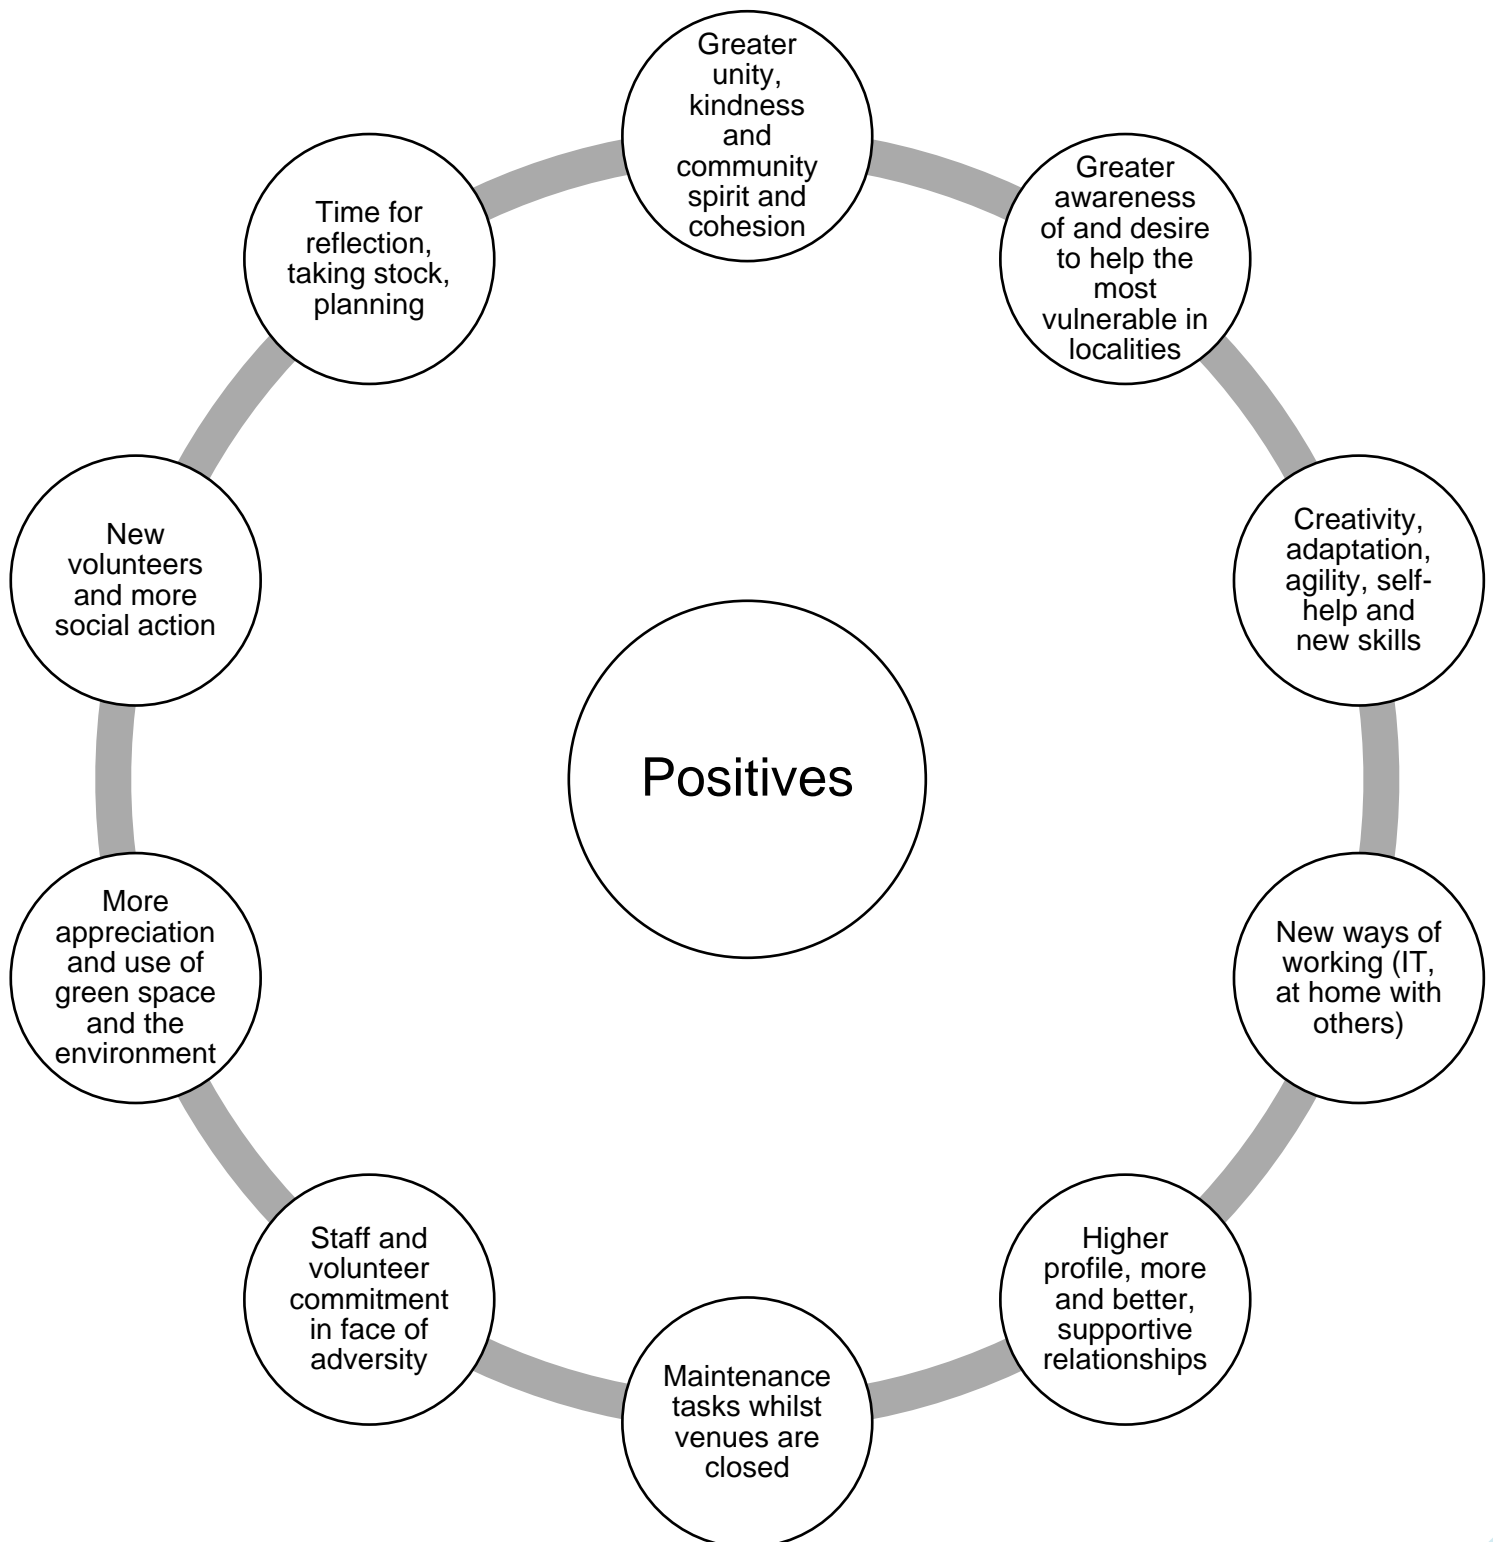 Greater
unity,
kindness
and
community
spirit and
cohesion
Greater
awareness
of and desire
to help the
most
vulnerable in
localities
Creativity,
adaptation,
agility, self-
help and
new skills
New ways of
working (IT,
at home with
others)
Higher
profile, more
and better,
supportive
relationships
Maintenance
tasks whilst
venues are
closed
Staff and
volunteer
commitment
in face of
adversity
More
appreciation
and use of
green space
and the
environment
New
volunteers
and more
social action
Time for
reflection,
taking stock,
planning
Positives